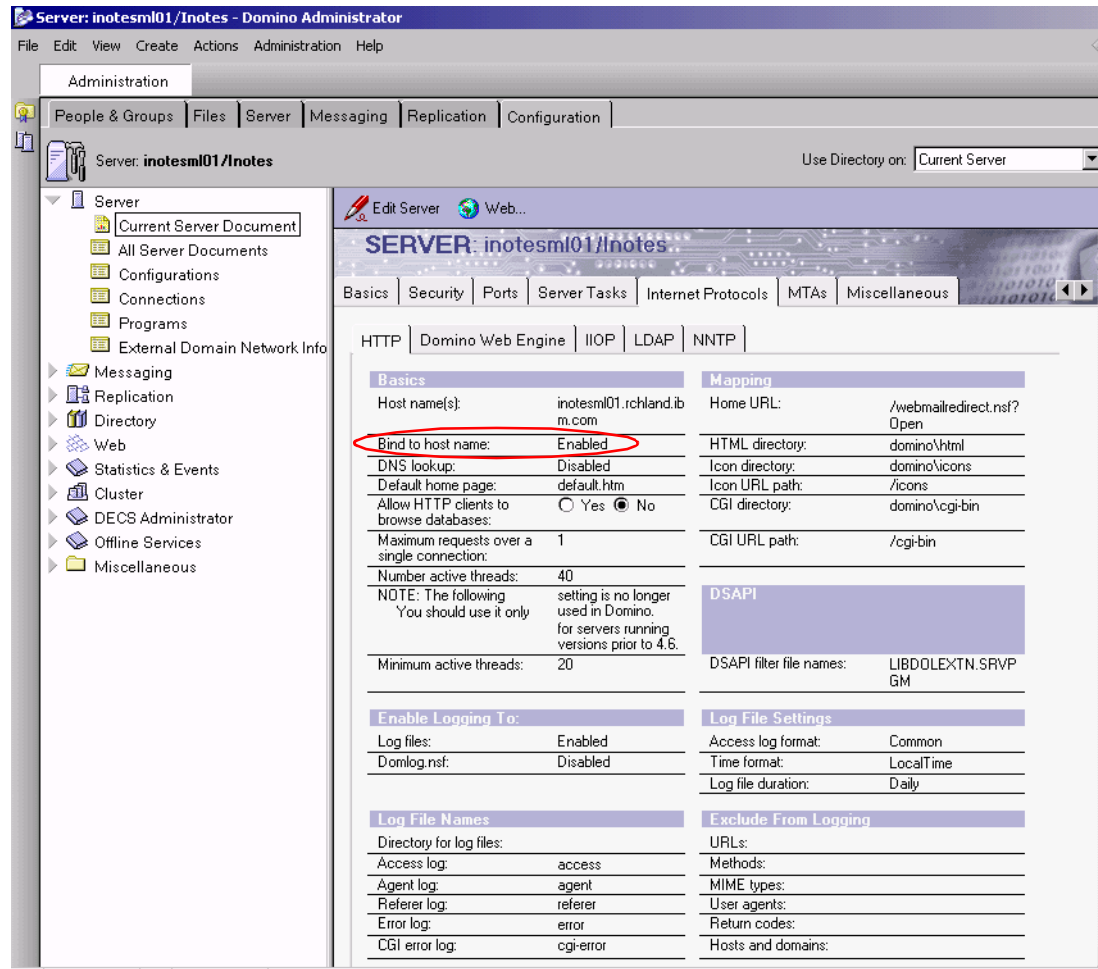 Server: inotesml01/Inotes - Domino Administrator
File Edit View Create Actions Administration Help
Administration
People & Groups Files Server Messaging Replication Configuration
Server: inotesml01/Inotes
Use Directory on: Current Server
Server
Current Server Document
All Server Documents
Configurations
Connections
Programs
External Domain Network Info
Messaging
Replication
Directory
Web
Statistics & Events
Cluster
DECS Administrator
Offline Services
Miscellaneous
Edit Server Web...
SERVER: inotesml01/Inotes
Basics Security Ports Server Tasks Internet Protocols MTAs Miscellaneous
HTTP Domino Web Engine IIOP LDAP NNTP
Basics
Host name(s): inotesml01.rchland.ib
m.com
Bind to host name: Enabled
DNS lookup: Disabled
Default home page: default.htm
Allow HTTP clients to Yes No
browse databases:
Maximum requests over a 1
single connection:
Number active threads: 40
NOTE: The following setting is no longer
You should use it only used in Domino.
for servers running
versions prior to 4.6.
Minimum active threads: 20
Mapping
Home URL: /webmailredirect.nsf?
Open
HTML directory: domino\html
Icon directory: domino\icons
Icon URL path: /icons
CGI directory: domino\cgi-bin
CGI URL path: /cgi-bin
DSAPI
DSAPI filter file names: LIBDOLEXTN.SRVP
GM
Enable Logging To:
Log files: Enabled
Domlog.nsf: Disabled
Log File Settings
Access log format: Common
Time format: LocalTime
Log file duration: Daily
Log File Names
Directory for log files:
Access log: access
Agent log: agent
Referer log: referer
Error log: error
CGI error log: cgi-error
Exclude From Logging
URLs:
Methods:
MIME types:
User agents:
Return codes:
Hosts and domains: